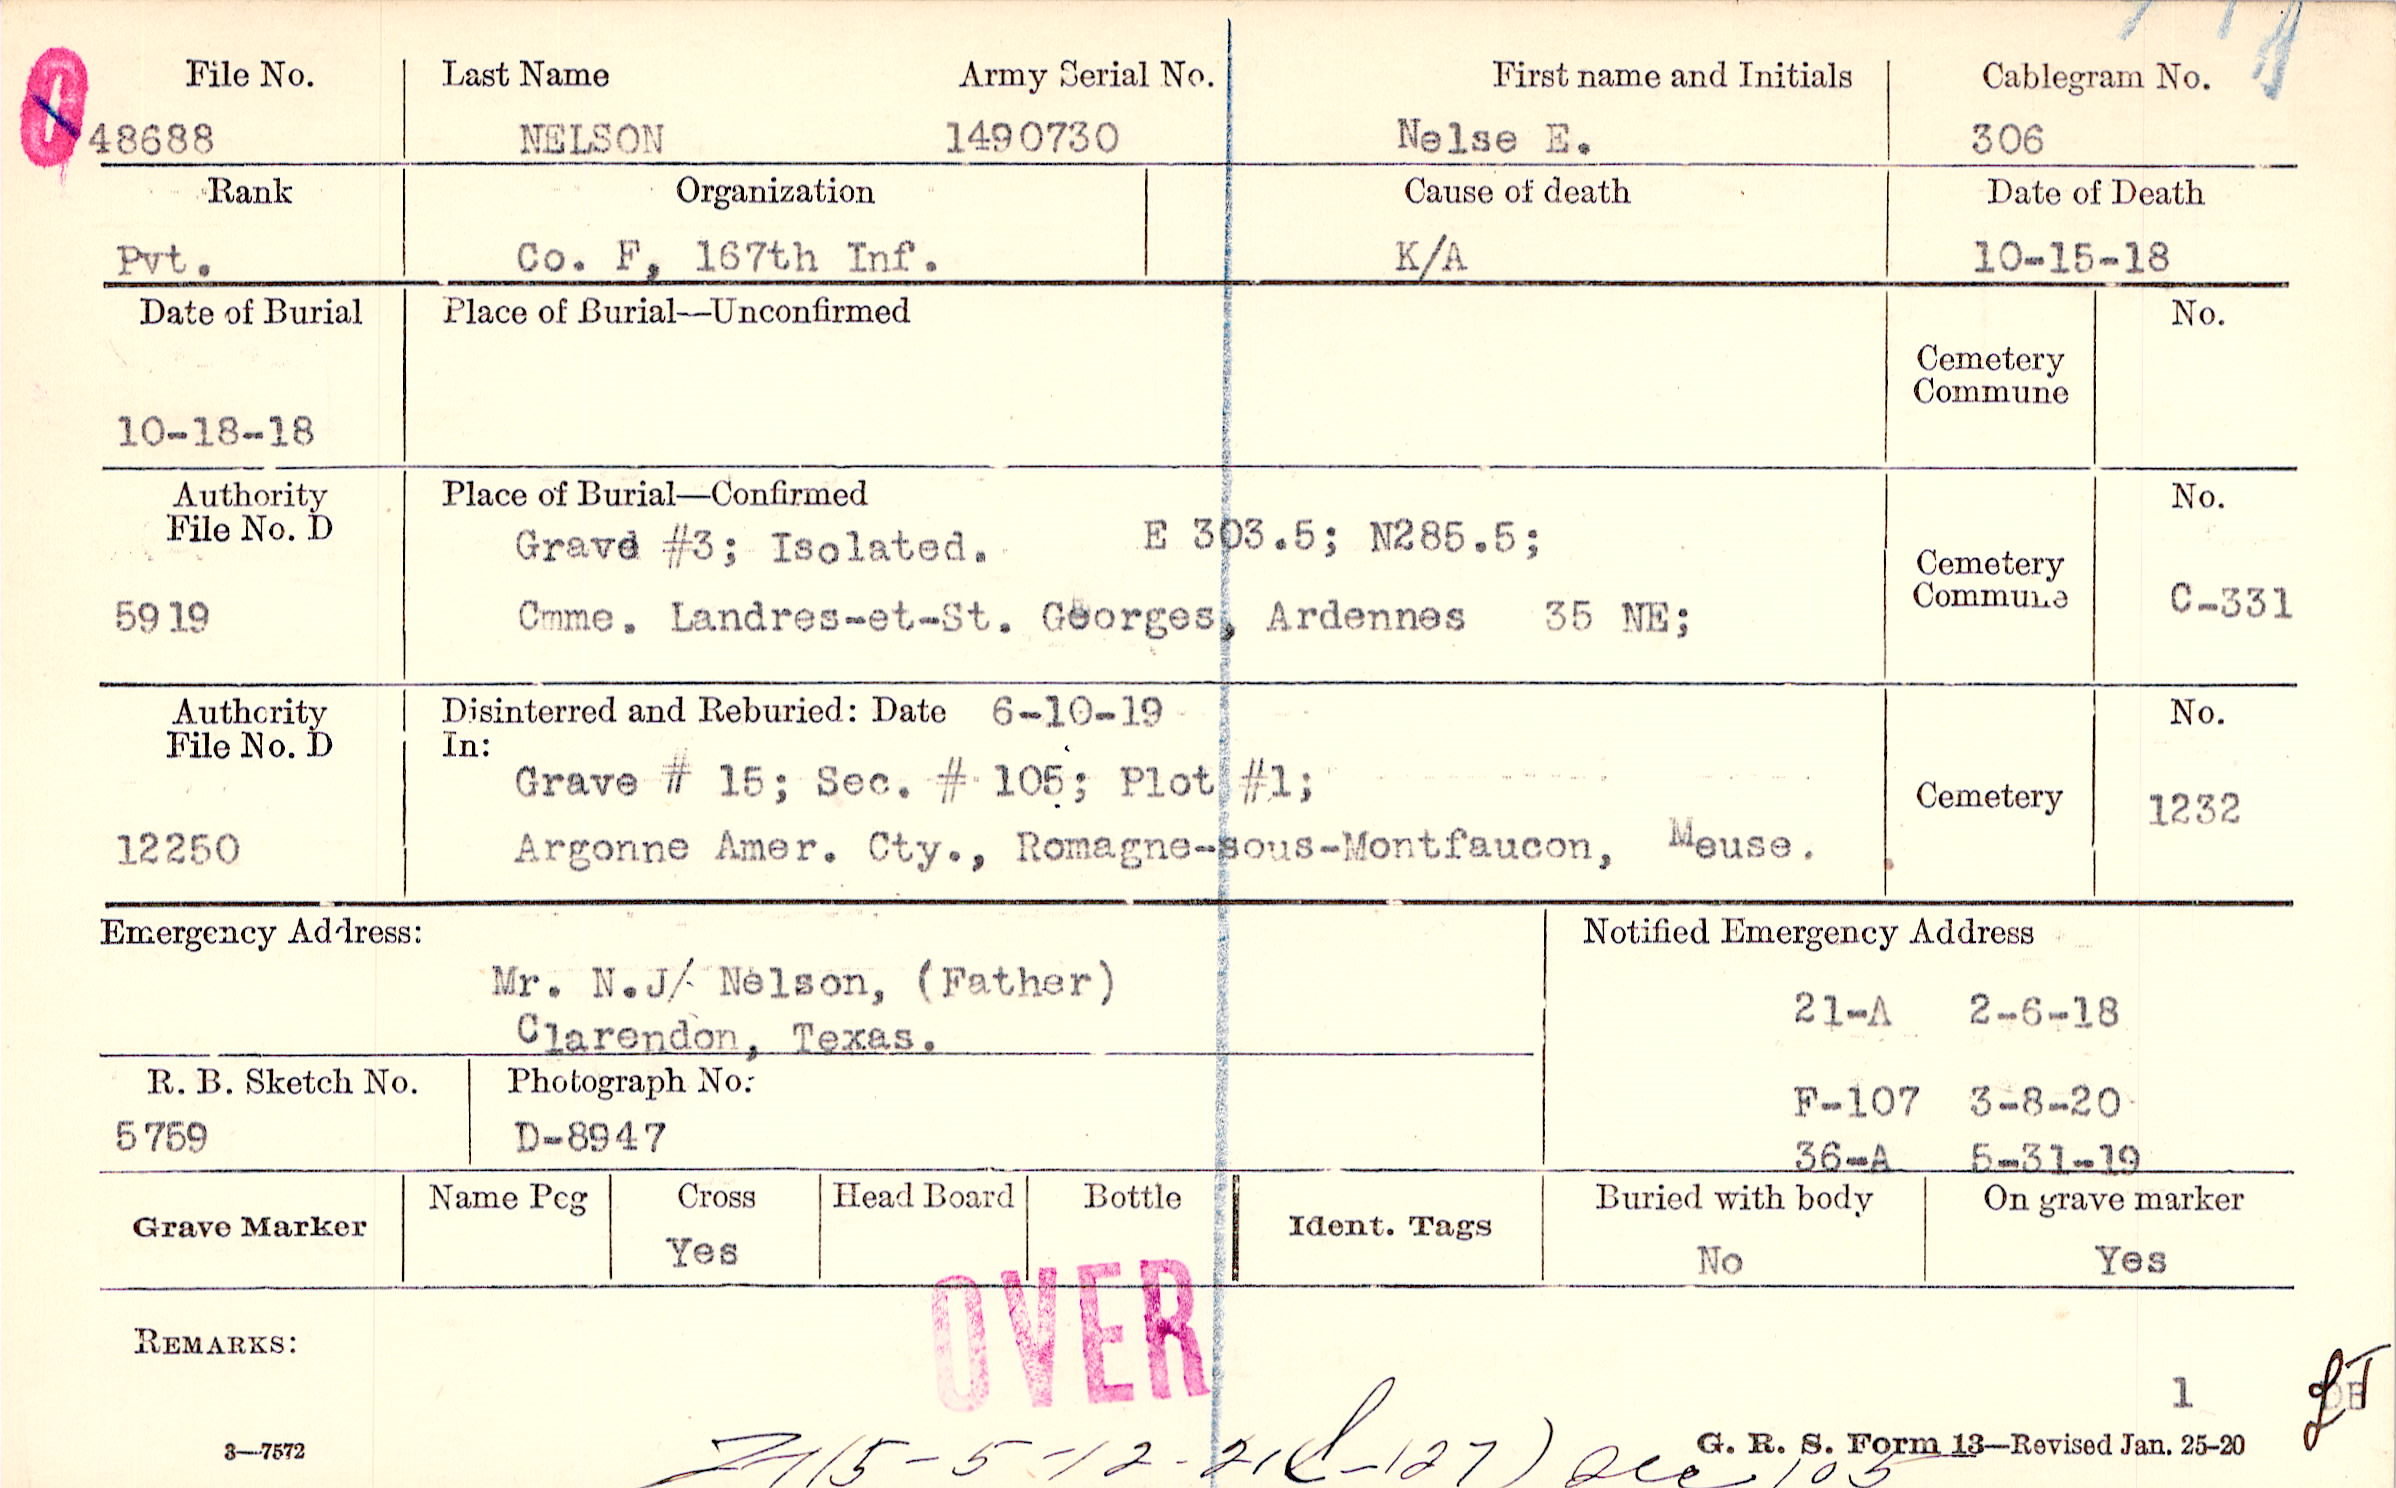 File No. Last Name Army Serial No. First name and Initials Cablegram No.
48688 NELSON 1490730 Nelse E. 306
Rank Organization Cause of death Date of Death
Pvt. Co. F, 167th Inf. K/A 10-15-18
Date of Burial Place of Burial—Unconfirmed No.
Cemetery
Commune
10-18-18
Authority Place of Burial—Confirmed No.
File No. D
Grave #3; Isolated. E 303.5; N285.5;
Cemetery
Commune
5919 Cmme. Landres-et-St. Georges, Ardennes 35 NE; C-331
Authority Disinterred and Reburied: Date 6-10-19 No.
File No. D In:
Grave # 15; Sec. # 105; Plot #1;
Cemetery 1232
12250 Argonne Amer. Cty., Romagne-sous-Montfaucon, Meuse.
Emergency Address: Notified Emergency Address
Mr. N.J/. Nelson, (Father)
21-A 2-6-18
Clarendon, Texas.
R. B. Sketch No. Photograph No.
F-107 3-8-20
5759 D-8947
36-A 5-31-19
Grave Marker Name Peg Cross Head Board Bottle Ident. Tags Buried with body On grave marker
Yes No Yes
OVER
REMARKS:
1
3—7572 G. R. S. Form 13—Revised Jan. 25-20